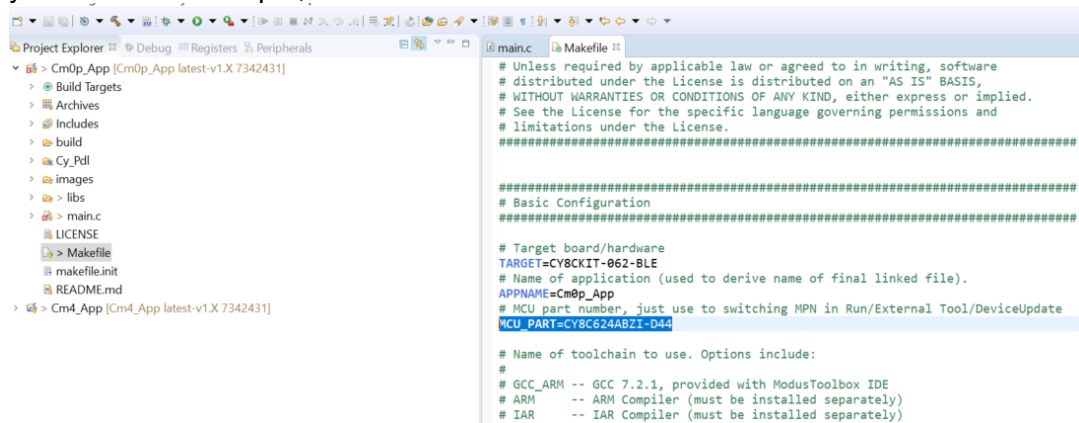 Project Explorer Debug Registers Peripherals
> Cm0p_App [Cm0p_App latest-v1.X 7342431]
Build Targets
Archives
Includes
build
Cy_Pdl
images
> libs
> main.c
LICENSE
> Makefile
makefile.init
README.md
> Cm4_App [Cm4_App latest-v1.X 7342431]
main.c Makefile
# Unless required by applicable law or agreed to in writing, software
# distributed under the License is distributed on an "AS IS" BASIS,
# WITHOUT WARRANTIES OR CONDITIONS OF ANY KIND, either express or implied.
# See the License for the specific language governing permissions and
# limitations under the License.
################################################################################
################################################################################
# Basic Configuration
################################################################################
# Target board/hardware
TARGET=CY8CKIT-062-BLE
# Name of application (used to derive name of final linked file).
APPNAME=Cm0p_App
# MCU part number, just use to switching MPN in Run/External Tool/DeviceUpdate
MCU_PART=CY8C624ABZI-D44
# Name of toolchain to use. Options include:
#
# GCC_ARM -- GCC 7.2.1, provided with ModusToolbox IDE
# ARM -- ARM Compiler (must be installed separately)
# IAR -- IAR Compiler (must be installed separately)